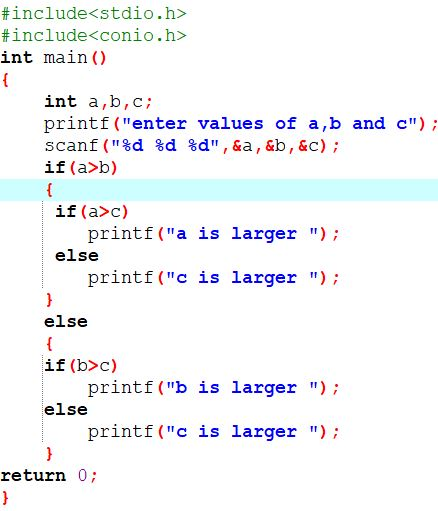 #include<stdio.h>
#include<conio.h>
int main()
{
    int a,b,c;
    printf("enter values of a,b and c");
    scanf("%d %d %d",&a,&b,&c);
    if(a>b)
    {
     if(a>c)
        printf("a is larger ");
     else
        printf("c is larger ");
    }
    else
    {
    if(b>c)
        printf("b is larger ");
    else
        printf("c is larger ");
    }
return 0;
}